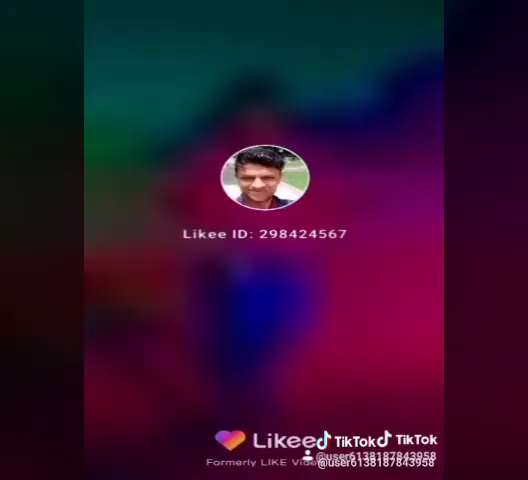 Likee ID: 298424567
Likee
TikTok
TikTok
Formerly LIKE Video
@user6138187843958
@user6138187843958